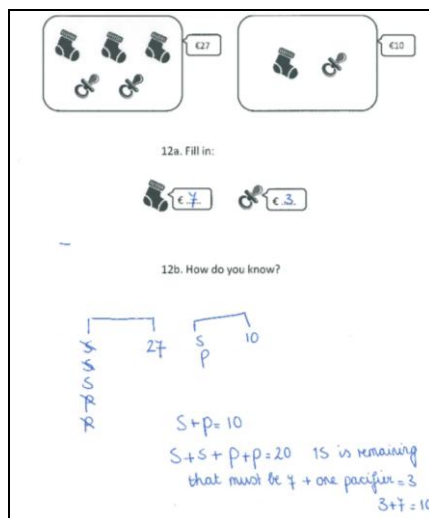 €27
€10
12a. Fill in:
€ 7
€ 3
12b. How do you know?
S 27 S 10
S P
S
P
P
S+P=10
S+S+P+P=20 1S is remaining
that must be 7 + one pacifier=3
3+7=10